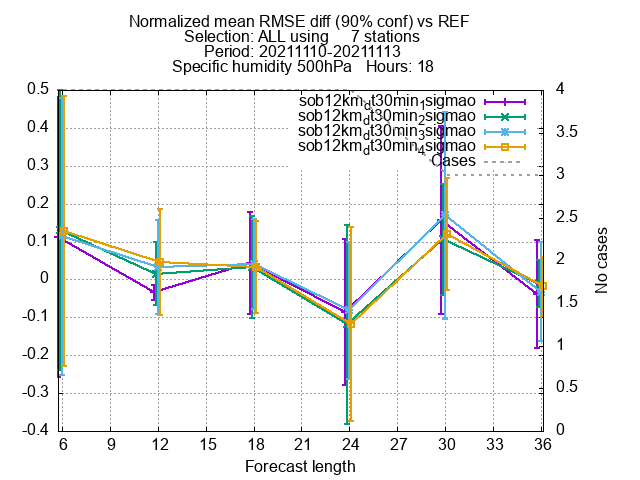 Normalized mean RMSE diff (90% conf) vs REF
Selection: ALL using 7 stations
Period: 20211110-20211113
Specific humidity 500hPa Hours: 18
sob12km_dt30min_1sigmao
sob12km_dt30min_2sigmao
sob12km_dt30min_3sigmao
sob12km_dt30min_4sigmao
Cases
0.5
0.4
0.3
0.2
0.1
0
-0.1
-0.2
-0.3
-0.4
4
3.5
3
2.5
2
1.5
1
0.5
0
No cases
6 9 12 15 18 21 24 27 30 33 36
Forecast length